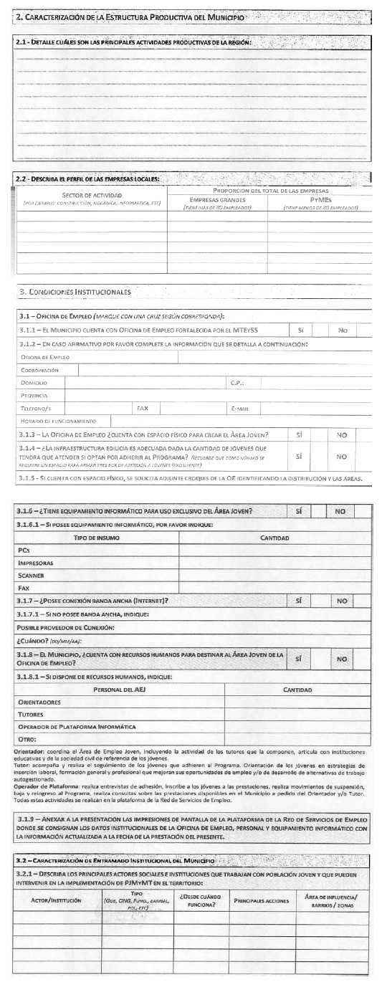 2. Caracterización de la Estructura Productiva del Municipio
2.1 - Detalle cuáles son las principales actividades productivas de la región:
2.2 - Describa el perfil de las empresas locales:
Sector de actividad
(por ejemplo: construcción, mecánica, informática, etc)
Proporción del total de las empresas
Empresas grandes
(tiene más de 80 empleados)
PyMEs
(tiene menos de 80 empleados)
3. Condiciones Institucionales
3.1 – Oficina de Empleo (marque con una cruz según corresponda):
3.1.1 – El Municipio cuenta con Oficina de Empleo fortalecida por el MTEySS Sí No
3.1.2 – En caso afirmativo por favor complete la información que se detalla a continuación:
Oficina de Empleo
Coordinación
Domicilio C.P.:
Provincia
Teléfono/s FAX E-mail
Horario de funcionamiento
3.1.3 – La Oficina de Empleo ¿cuenta con espacio físico para crear el Área Joven? SÍ NO
3.1.4 – ¿La infraestructura edilicia es adecuada dada la cantidad de jóvenes que
tendrá que atender si optan por adherir al Programa? Recuerde que como mínimo se
requiere un espacio para armar tres box de atención a jóvenes (excluyente) SÍ NO
3.1.5 - Si cuenta con espacio físico, se solicita adjunte croquis de la OE identificando la distribución y las áreas.
3.1.6 – ¿Tiene equipamiento informático para uso exclusivo del Área Joven? SÍ NO
3.1.6.1 – Si posee equipamiento informático, por favor indique:
Tipo de insumo Cantidad
PCs
Impresoras
Scanner
Fax
3.1.7 – ¿Posee conexión banda ancha (Internet)? SÍ NO
3.1.7.1 – Si no posee banda ancha, indique:
Posible proveedor de Conexión:
¿Cuándo? (dd/mm/aa):
3.1.8 – El Municipio, ¿cuenta con recursos humanos para destinar al Área Joven de la
Oficina de Empleo? SÍ NO
3.1.8.1 – Si dispone de recursos humanos, indique:
Personal del AEJ Cantidad
Orientadores
Tutores
Operador de Plataforma Informática
Otro:
Orientador: coordina el Área de Empleo Joven, incluyendo la actividad de los tutores que la componen, articula con instituciones
educativas y de la sociedad civil de referencia de los jóvenes.
Tutor: acompaña y realiza el seguimiento de los jóvenes que adhieren al Programa. Orientación de los jóvenes en estrategias de
inserción laboral, formación general y profesional que mejoran sus oportunidades de empleo y/o de desarrollo de alternativas de trabajo
autogestionado.
Operador de Plataforma: realiza entrevistas de adhesión, inscribe a los jóvenes a las prestaciones, realiza movimientos de suspensión,
baja y reingreso al Programa, realiza consultas sobre las prestaciones disponibles en el Municipio a pedido del Orientador y/o Tutor.
Todas estas actividades se realizan en la plataforma de la Red de Servicios de Empleo.
3.1.9 – Anexar a la presentación las impresiones de pantalla de la plataforma de la Red de Servicios de Empleo
donde se consignan los datos institucionales de la Oficina de Empleo, personal y equipamiento informático con
la información actualizada a la fecha de la prestación del presente.
3.2 – Caracterización de Entramado Institucional del Municipio
3.2.1 – Describa los principales actores sociales e instituciones que trabajan con población joven y que pueden
intervenir en la implementación de PJMyMT en el territorio:
Actor/Institución
Tipo
(Gob, ONG, Fund., barrial,
pol, etc)
¿Desde cuándo
funciona?
Principales acciones
Área de influencia/
barrios / zonas